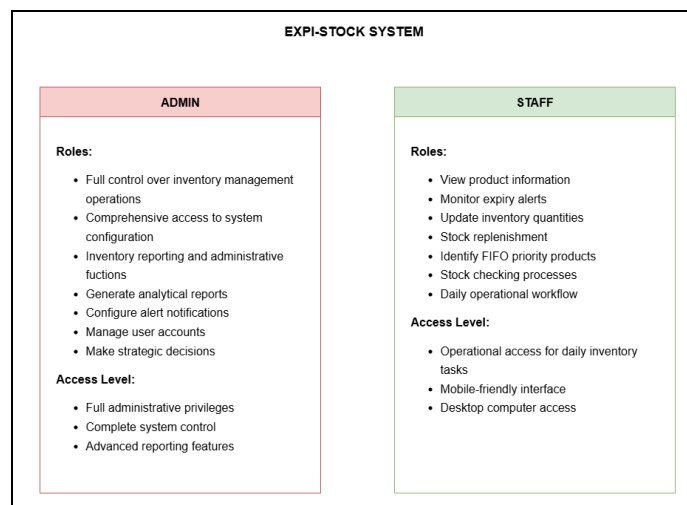 EXPI-STOCK SYSTEM
ADMIN
Roles:
• Full control over inventory management
operations
• Comprehensive access to system
configuration
• Inventory reporting and administrative
fuctions
• Generate analytical reports
• Configure alert notifications
• Manage user accounts
• Make strategic decisions
Access Level:
• Full administrative privileges
• Complete system control
• Advanced reporting features
STAFF
Roles:
• View product information
• Monitor expiry alerts
• Update inventory quantities
• Stock replenishment
• Identify FIFO priority products
• Stock checking processes
• Daily operational workflow
Access Level:
• Operational access for daily inventory
tasks
• Mobile-friendly interface
• Desktop computer access